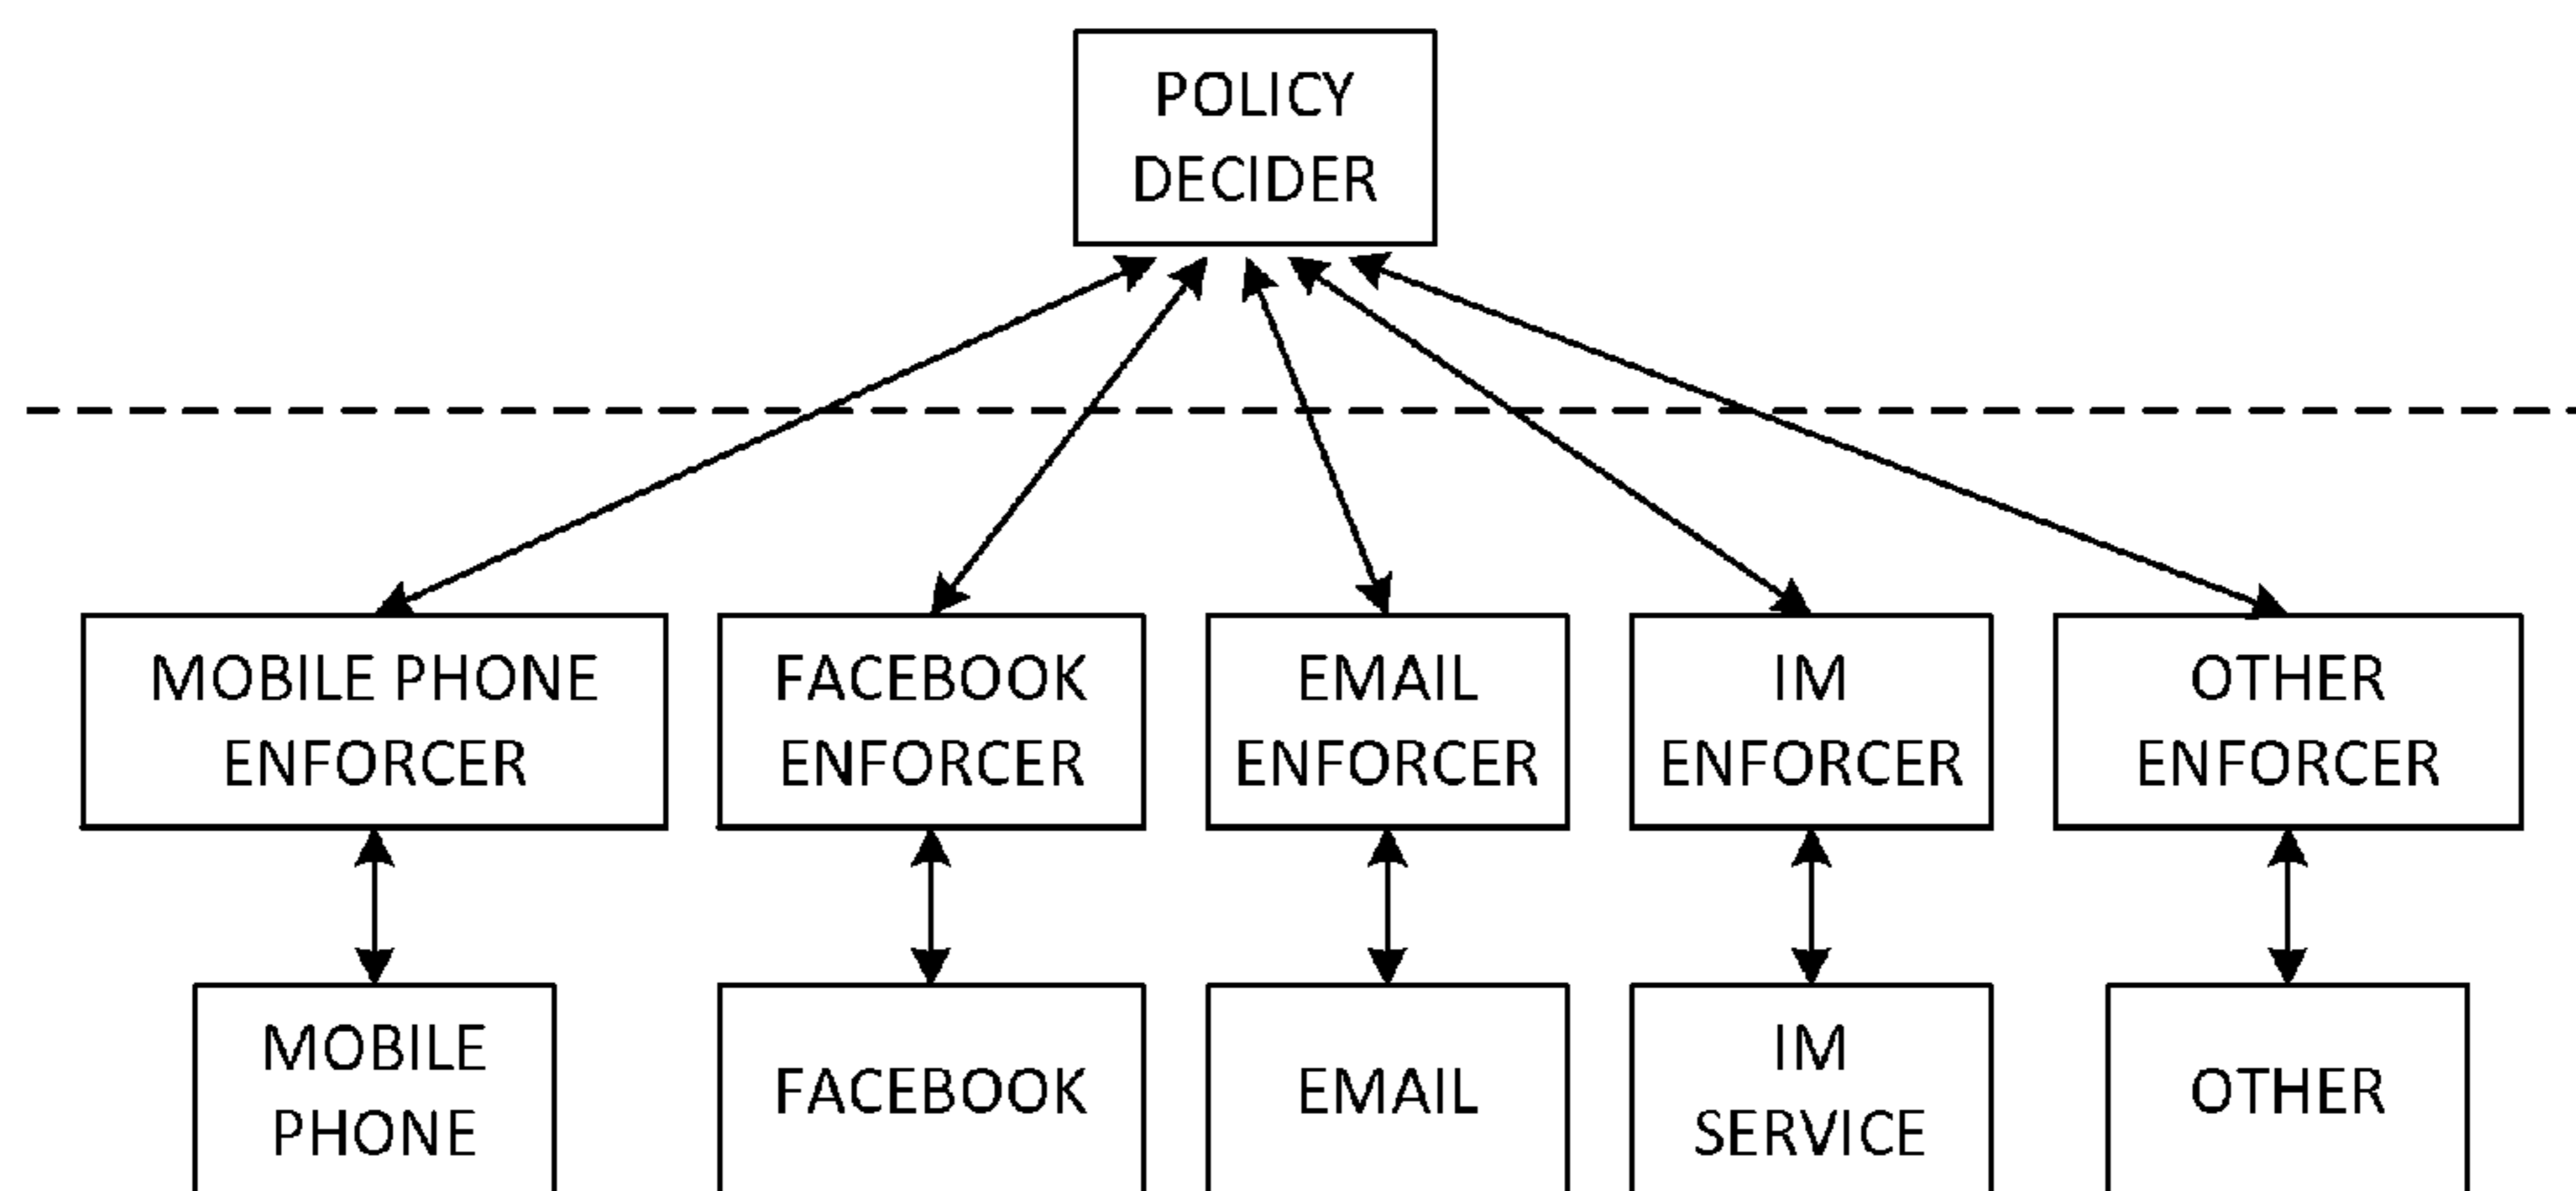 POLICY
DECIDER
MOBILE PHONE
ENFORCER
FACEBOOK
ENFORCER
EMAIL
ENFORCER
IM
ENFORCER
OTHER
ENFORCER
MOBILE
PHONE
FACEBOOK
EMAIL
IM
SERVICE
OTHER